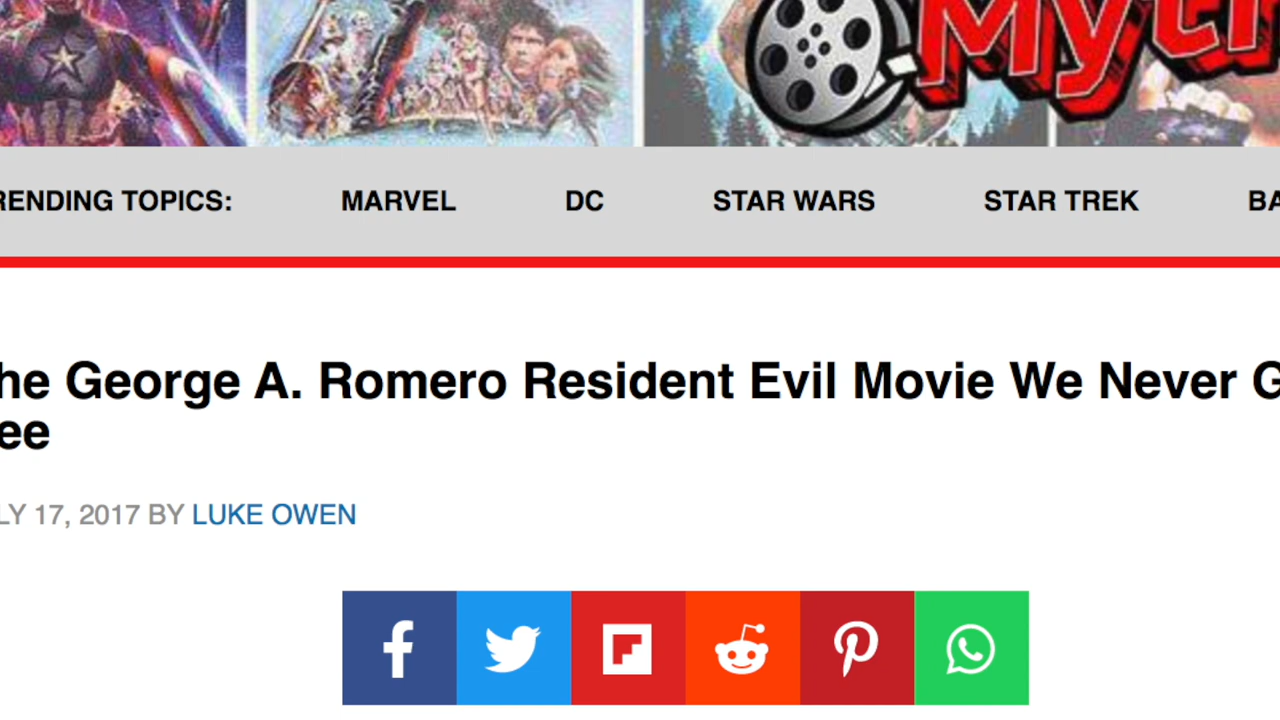 Myt
RENDING TOPICS: MARVEL DC STAR WARS STAR TREK BA
he George A. Romero Resident Evil Movie We Never G
ee
LY 17, 2017 BY LUKE OWEN